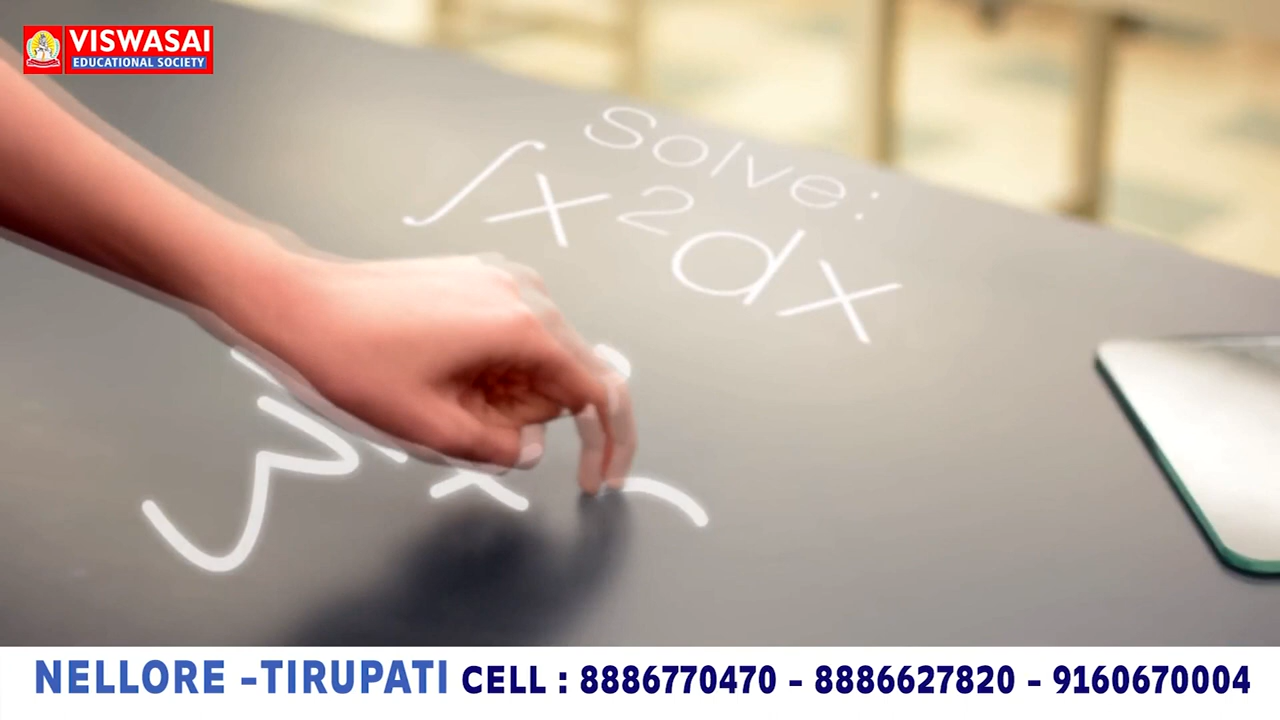 VISWASAI
EDUCATIONAL SOCIETY
Solve:
∫x²dx
NELLORE –TIRUPATI CELL : 8886770470 – 8886627820 – 9160670004